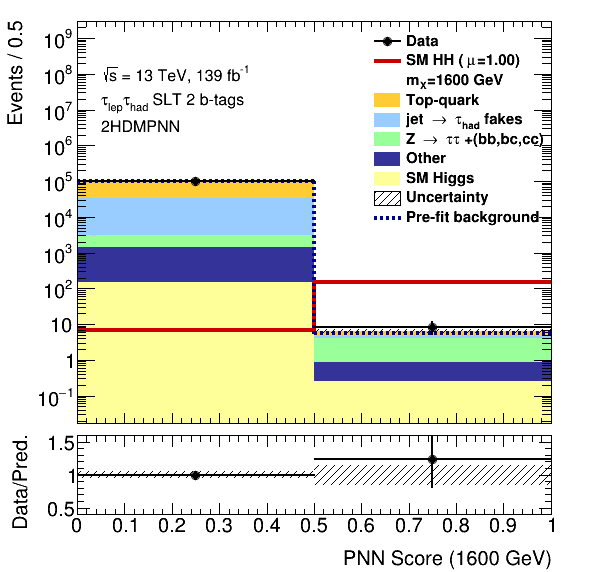 Events / 0.5
10⁹
10⁸
10⁷
10⁶
10⁵
10⁴
10³
10²
10
1
10⁻¹
√s = 13 TeV, 139 fb⁻¹
τ_lep τ_had SLT 2 b-tags
2HDMPNN
Data
SM HH ( μ=1.00)
m_X=1600 GeV
Top-quark
jet → τ_had fakes
Z → ττ +(bb,bc,cc)
Other
SM Higgs
Uncertainty
Pre-fit background
Data/Pred.
1.5
1
0.5
0 0.1 0.2 0.3 0.4 0.5 0.6 0.7 0.8 0.9 1
PNN Score (1600 GeV)